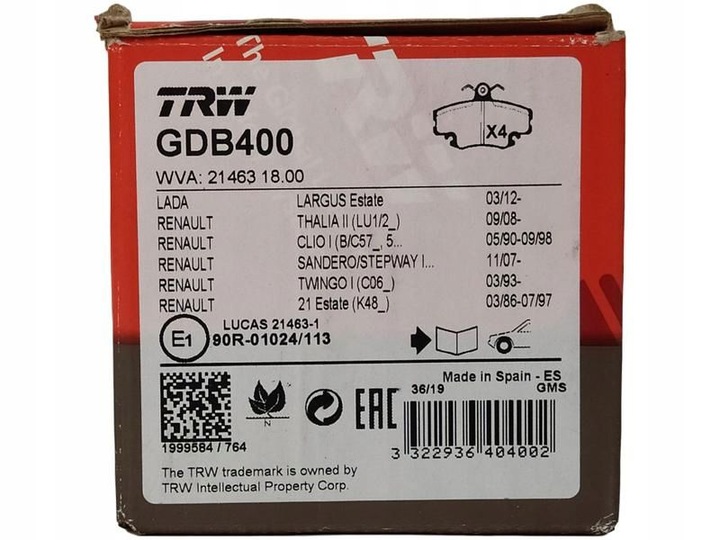 TRW
GDB400
X4
WVA: 21463 18.00
LADA LARGUS Estate 03/12-
RENAULT THALIA II (LU1/2_) 09/08-
RENAULT CLIO I (B/C57_, 5... 05/90-09/98
RENAULT SANDERO/STEPWAY I... 11/07-
RENAULT TWINGO I (C06_) 03/93-
RENAULT 21 Estate (K48_) 03/86-07/97
LUCAS 21463-1
E1 90R-01024/113
Made in Spain - ES
36/19 GMS
N
EAC
1999584 / 764
3 322936 404002
The TRW trademark is owned by
TRW Intellectual Property Corp.